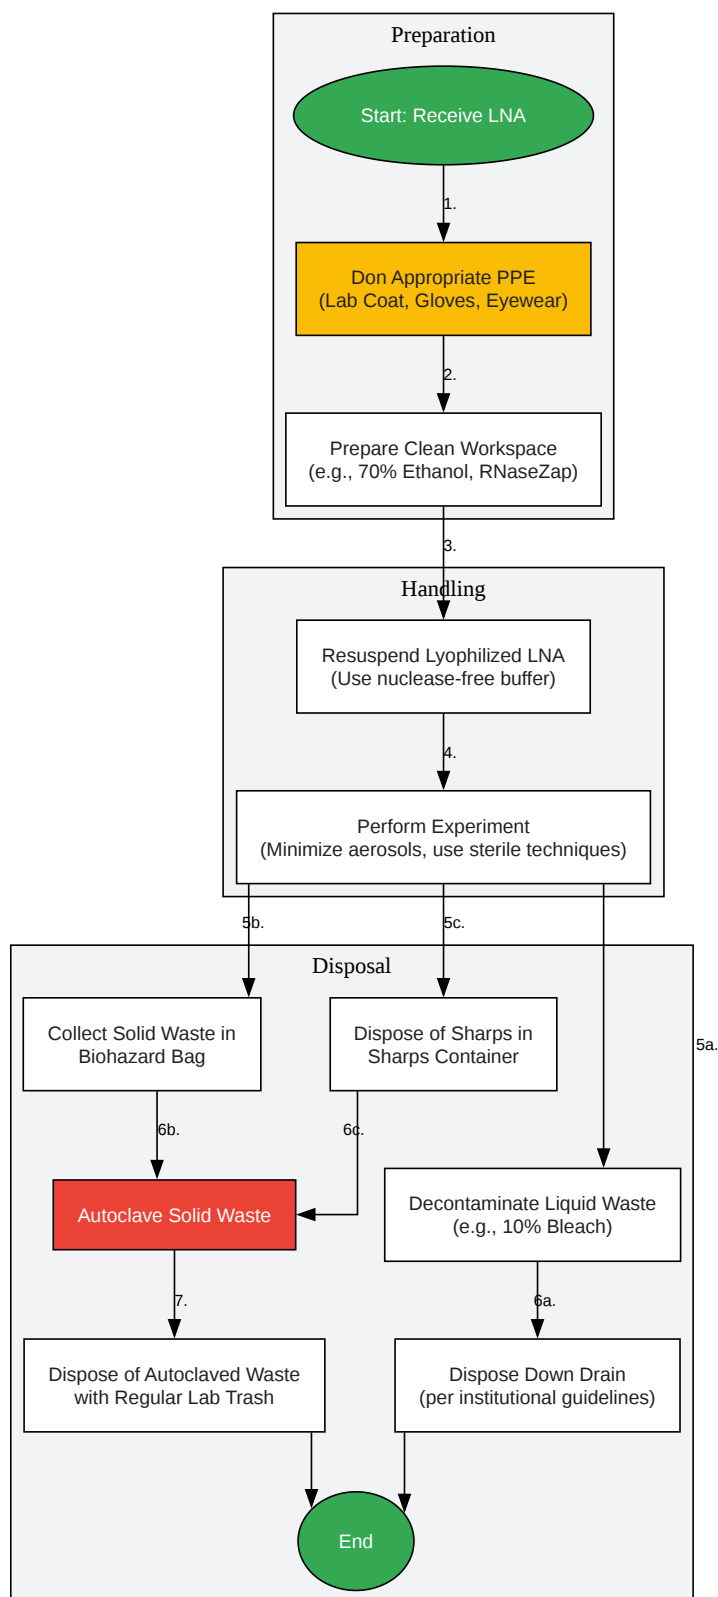 Preparation
Start: Receive LNA
1.
Don Appropriate PPE
(Lab Coat, Gloves, Eyewear)
2.
Prepare Clean Workspace
(e.g., 70% Ethanol, RNaseZap)
3.
Handling
Resuspend Lyophilized LNA
(Use nuclease-free buffer)
4.
Perform Experiment
(Minimize aerosols, use sterile techniques)
5b.
5c.
Disposal
Collect Solid Waste in
Biohazard Bag
Dispose of Sharps in
Sharps Container
5a.
6b.
6c.
Autoclave Solid Waste
Decontaminate Liquid Waste
(e.g., 10% Bleach)
7.
6a.
Dispose of Autoclaved Waste
with Regular Lab Trash
Dispose Down Drain
(per institutional guidelines)
End